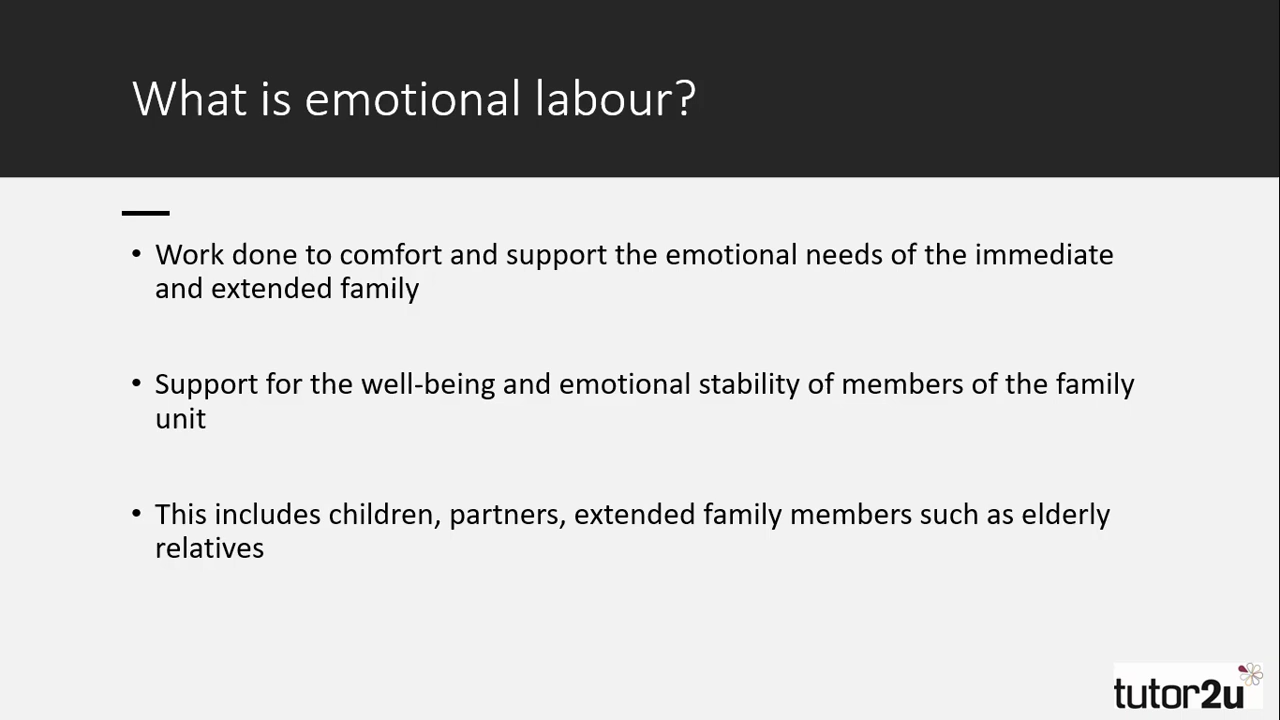 What is emotional labour?
• Work done to comfort and support the emotional needs of the immediate
and extended family
• Support for the well-being and emotional stability of members of the family
unit
• This includes children, partners, extended family members such as elderly
relatives
tutor2u